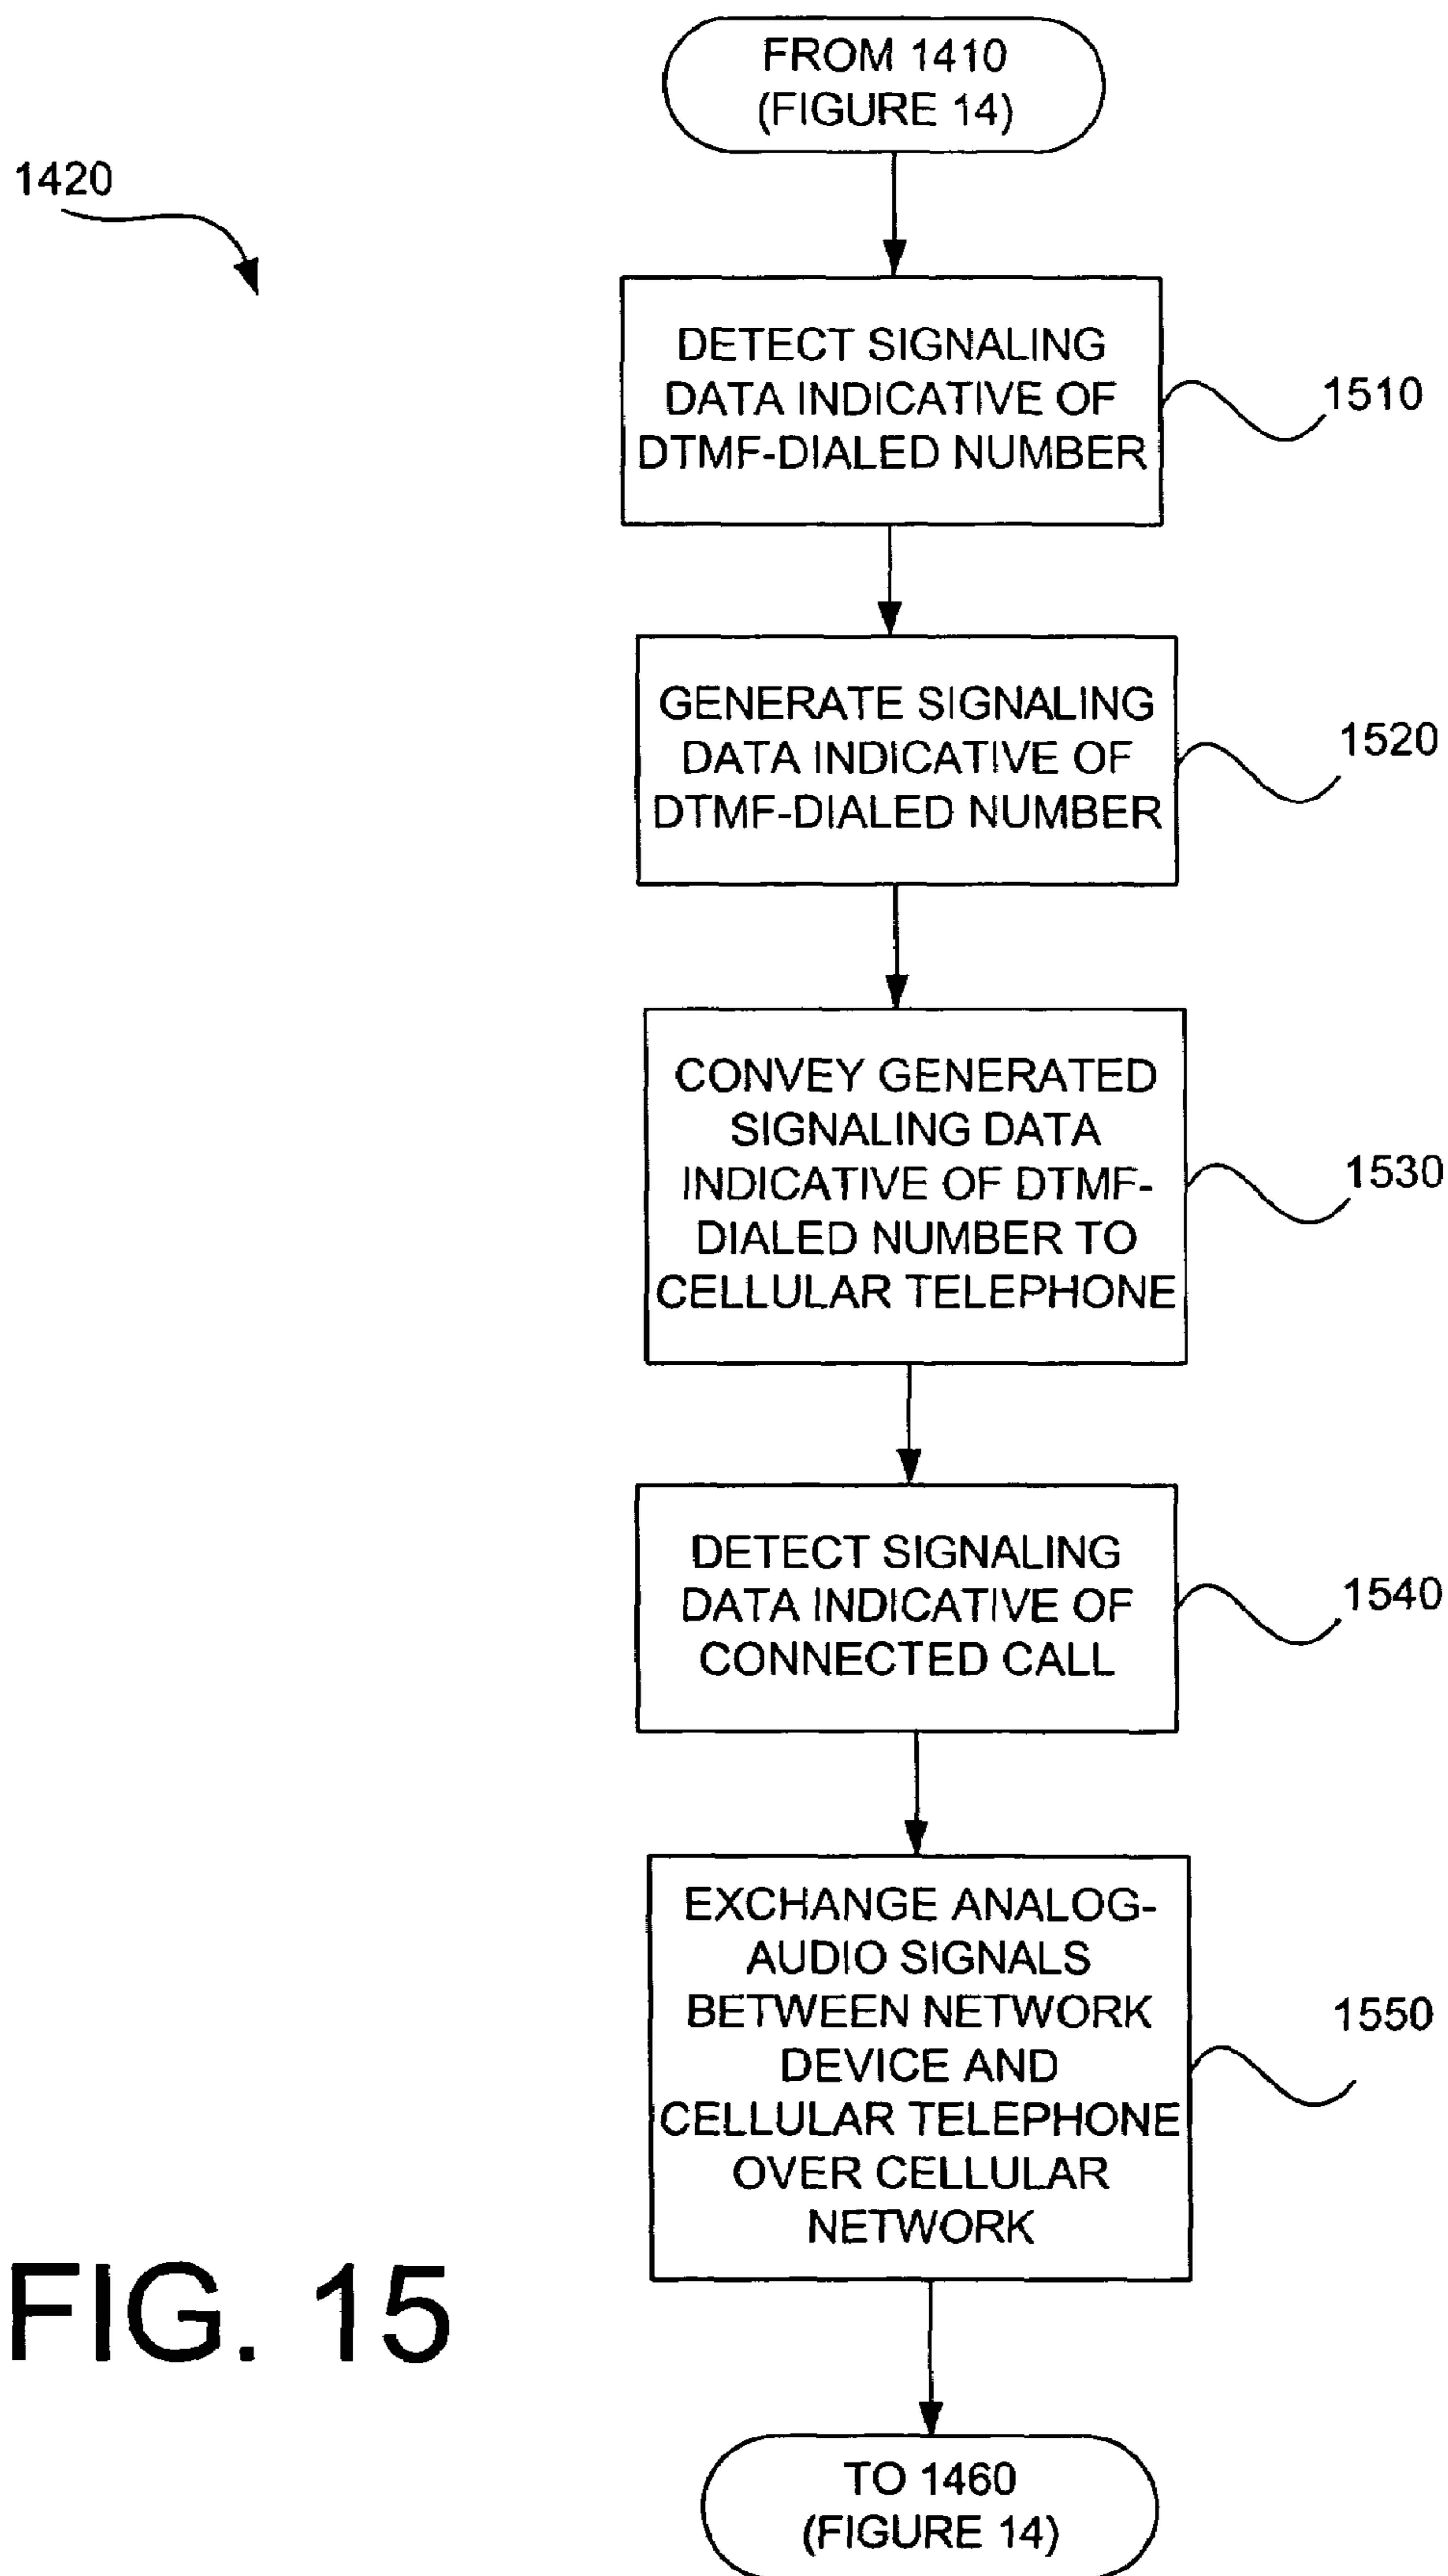 FROM 1410
(FIGURE 14)
1420
DETECT SIGNALING
DATA INDICATIVE OF
DTMF-DIALED NUMBER
1510
GENERATE SIGNALING
DATA INDICATIVE OF
DTMF-DIALED NUMBER
1520
CONVEY GENERATED
SIGNALING DATA
INDICATIVE OF DTMF-
DIALED NUMBER TO
CELLULAR TELEPHONE
1530
DETECT SIGNALING
DATA INDICATIVE OF
CONNECTED CALL
1540
EXCHANGE ANALOG-
AUDIO SIGNALS
BETWEEN NETWORK
DEVICE AND
CELLULAR TELEPHONE
OVER CELLULAR
NETWORK
1550
FIG. 15
TO 1460
(FIGURE 14)